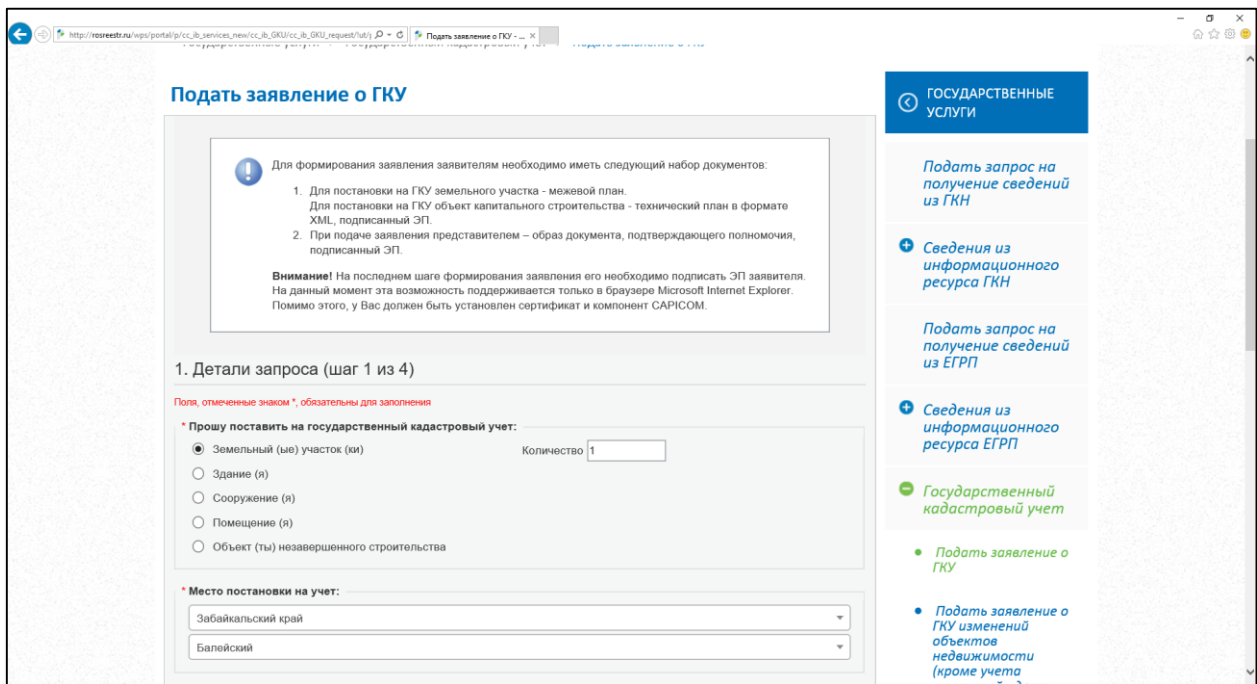 http://rosreestr.ru/wps/portal/p/cc_ib_services_new/cc_ib_GKU/cc_ib_GKU_request/!ut/
Подать заявление о ГКУ - ...
Государственные услуги
Государственный кадастровый учет
Подать заявление о ГКУ
Подать заявление о ГКУ
Для формирования заявления заявителям необходимо иметь следующий набор документов:
1. Для постановки на ГКУ земельного участка - межевой план.
Для постановки на ГКУ объект капитального строительства - технический план в формате
XML, подписанный ЭП.
2. При подаче заявления представителем – образ документа, подтверждающего полномочия,
подписанный ЭП.
Внимание! На последнем шаге формирования заявления его необходимо подписать ЭП заявителя.
На данный момент эта возможность поддерживается только в браузере Microsoft Internet Explorer.
Помимо этого, у Вас должен быть установлен сертификат и компонент CAPICOM.
1. Детали запроса (шаг 1 из 4)
Поля, отмеченные знаком *, обязательны для заполнения
* Прошу поставить на государственный кадастровый учет:
Земельный (ые) участок (ки) Количество 1
Здание (я)
Сооружение (я)
Помещение (я)
Объект (ты) незавершенного строительства
* Место постановки на учет:
Забайкальский край
Балейский
ГОСУДАРСТВЕННЫЕ
УСЛУГИ
Подать запрос на
получение сведений
из ГКН
Сведения из
информационного
ресурса ГКН
Подать запрос на
получение сведений
из ЕГРП
Сведения из
информационного
ресурса ЕГРП
Государственный
кадастровый учет
Подать заявление о
ГКУ
Подать заявление о
ГКУ изменений
объектов
недвижимости
(кроме учета